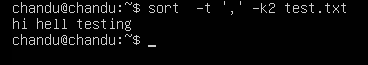 chandu@chandu:~$ sort  -t ',' -k2 test.txt
hi hell testing
chandu@chandu:~$ _